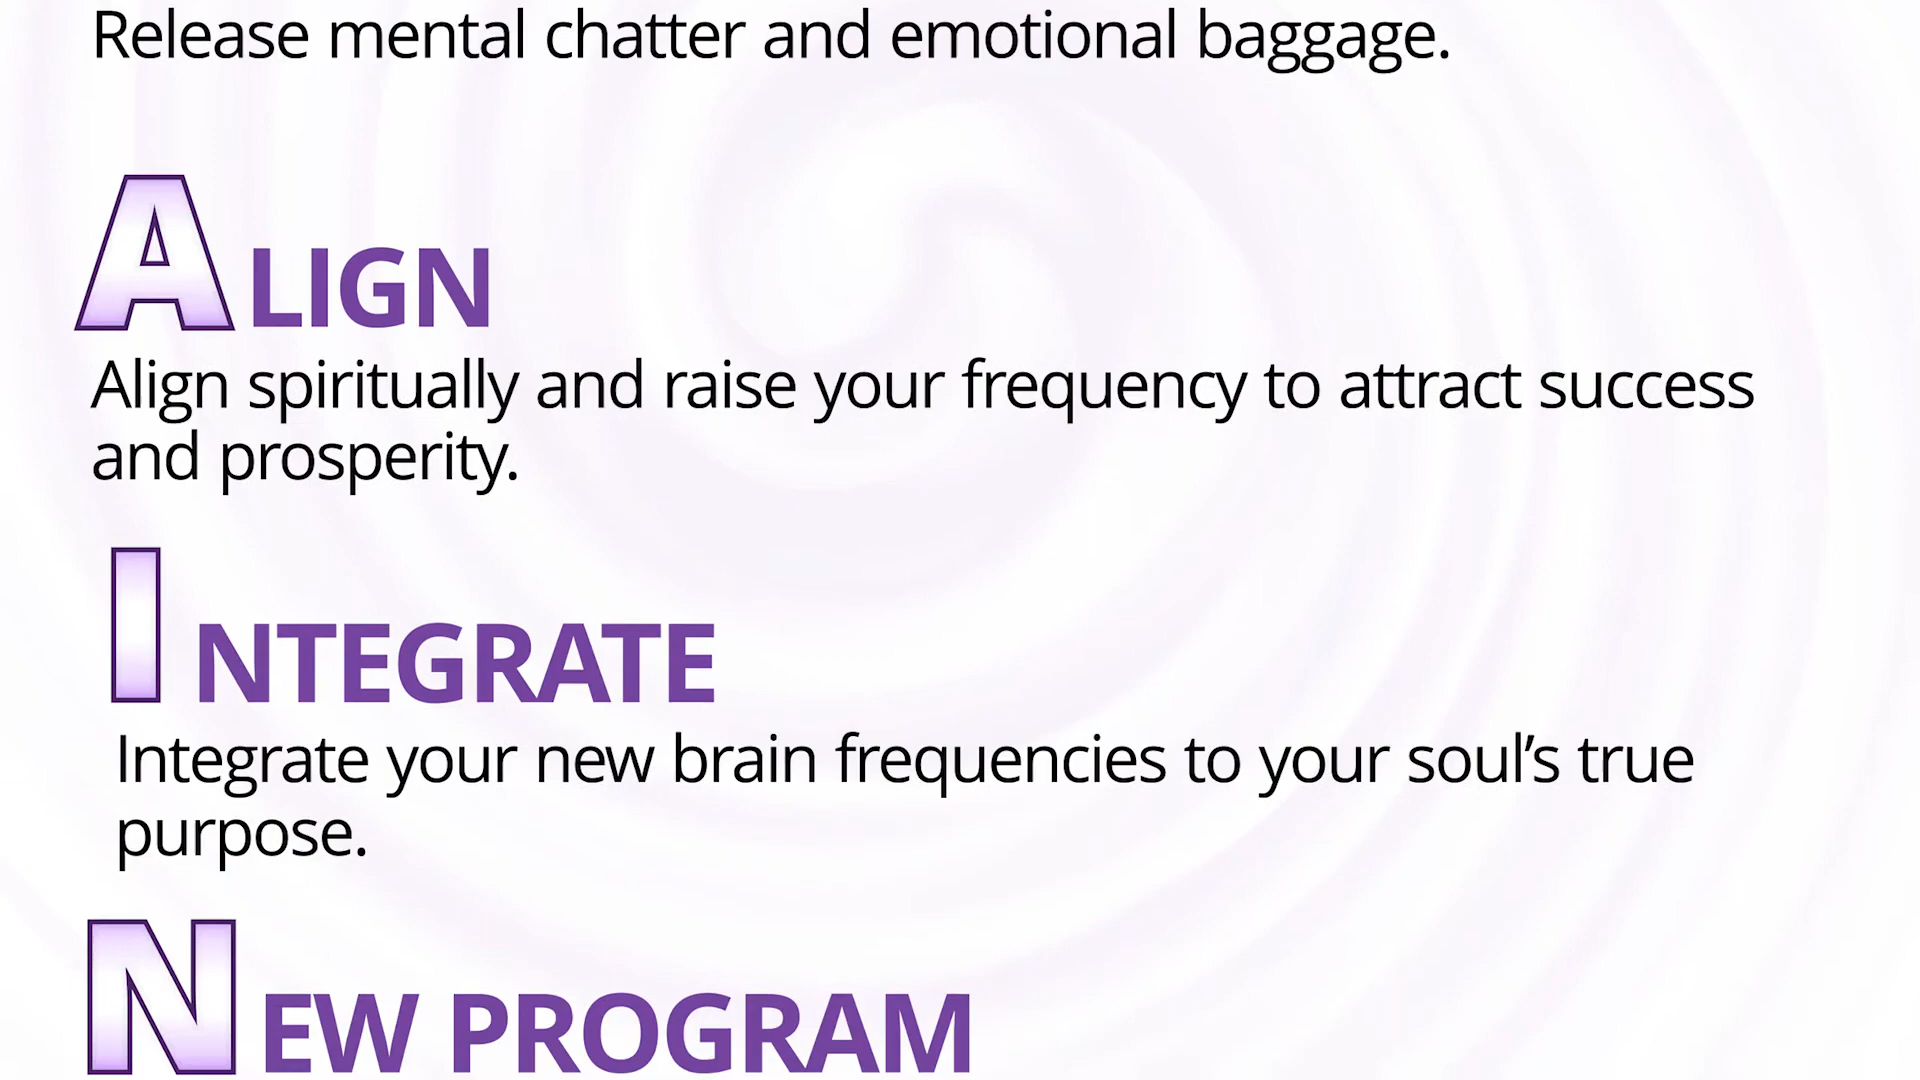 Release mental chatter and emotional baggage.
ALIGN
Align spiritually and raise your frequency to attract success
and prosperity.
INTEGRATE
Integrate your new brain frequencies to your soul’s true
purpose.
NEW PROGRAM